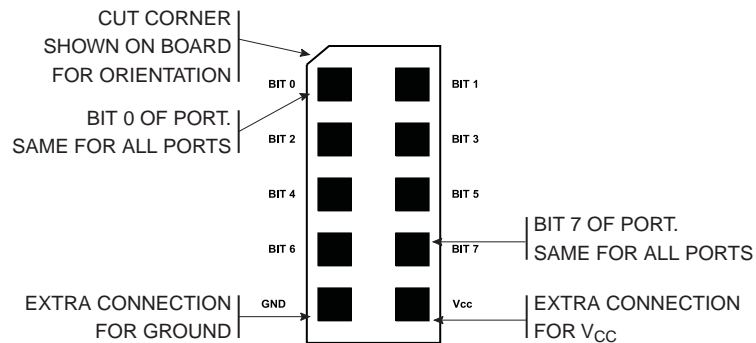 CUT CORNER
SHOWN ON BOARD
FOR ORIENTATION
BIT 0
BIT 1
BIT 0 OF PORT.
SAME FOR ALL PORTS
BIT 2
BIT 3
BIT 4
BIT 5
BIT 6
BIT 7
BIT 7 OF PORT.
SAME FOR ALL PORTS
EXTRA CONNECTION
FOR GROUND
GND
Vcc
EXTRA CONNECTION
FOR VCC